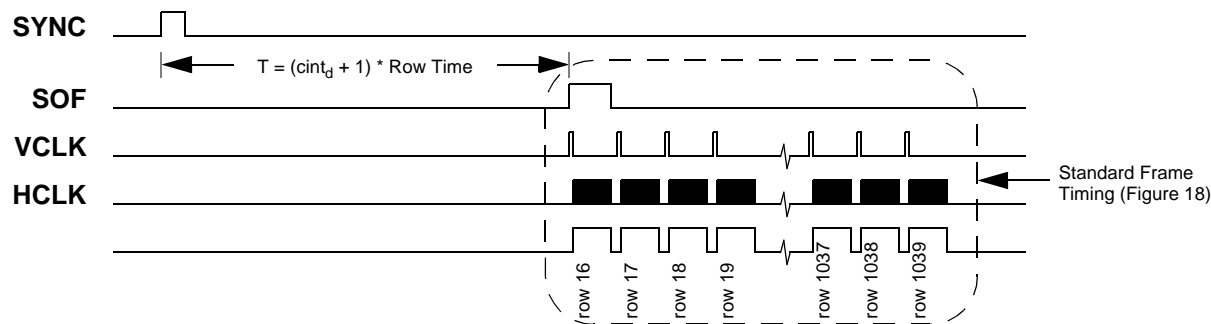 SYNC
T = (cintd + 1) * Row Time
SOF
VCLK
HCLK
Standard Frame
Timing (Figure 18)
row 16
row 17
row 18
row 19
row 1037
row 1038
row 1039